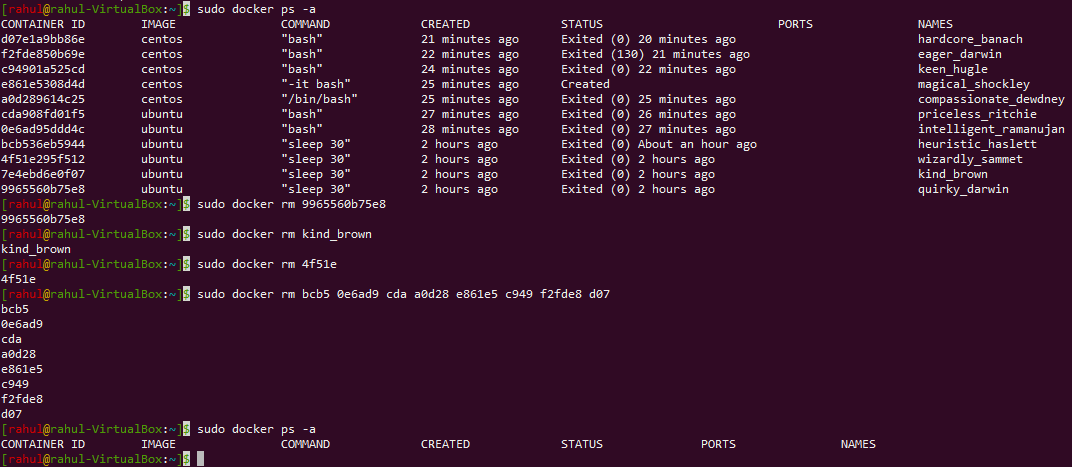 [rahul@rahul-VirtualBox:~]$ sudo docker ps -a
CONTAINER ID        IMAGE               COMMAND             CREATED             STATUS                         PORTS               NAMES
d07e1a9bb86e        centos              "bash"              21 minutes ago      Exited (0) 20 minutes ago                          hardcore_banach
f2fde850b69e        centos              "bash"              22 minutes ago      Exited (130) 21 minutes ago                        eager_darwin
c94901a525cd        centos              "bash"              24 minutes ago      Exited (0) 22 minutes ago                          keen_hugle
e861e5308d4d        centos              "-it bash"          25 minutes ago      Created                                            magical_shockley
a0d289614c25        centos              "/bin/bash"         25 minutes ago      Exited (0) 25 minutes ago                          compassionate_dewdney
cda908fd01f5        ubuntu              "bash"              27 minutes ago      Exited (0) 26 minutes ago                          priceless_ritchie
0e6ad95ddd4c        ubuntu              "bash"              28 minutes ago      Exited (0) 27 minutes ago                          intelligent_ramanujan
bcb536eb5944        ubuntu              "sleep 30"          2 hours ago         Exited (0) About an hour ago                       heuristic_haslett
4f51e295f512        ubuntu              "sleep 30"          2 hours ago         Exited (0) 2 hours ago                             wizardly_sammet
7e4ebd6e0f07        ubuntu              "sleep 30"          2 hours ago         Exited (0) 2 hours ago                             kind_brown
9965560b75e8        ubuntu              "sleep 30"          2 hours ago         Exited (0) 2 hours ago                             quirky_darwin
[rahul@rahul-VirtualBox:~]$ sudo docker rm 9965560b75e8
9965560b75e8
[rahul@rahul-VirtualBox:~]$ sudo docker rm kind_brown
kind_brown
[rahul@rahul-VirtualBox:~]$ sudo docker rm 4f51e
4f51e
[rahul@rahul-VirtualBox:~]$ sudo docker rm bcb5 0e6ad9 cda a0d28 e861e5 c949 f2fde8 d07
bcb5
0e6ad9
cda
a0d28
e861e5
c949
f2fde8
d07
[rahul@rahul-VirtualBox:~]$ sudo docker ps -a
CONTAINER ID        IMAGE               COMMAND             CREATED             STATUS              PORTS               NAMES
[rahul@rahul-VirtualBox:~]$